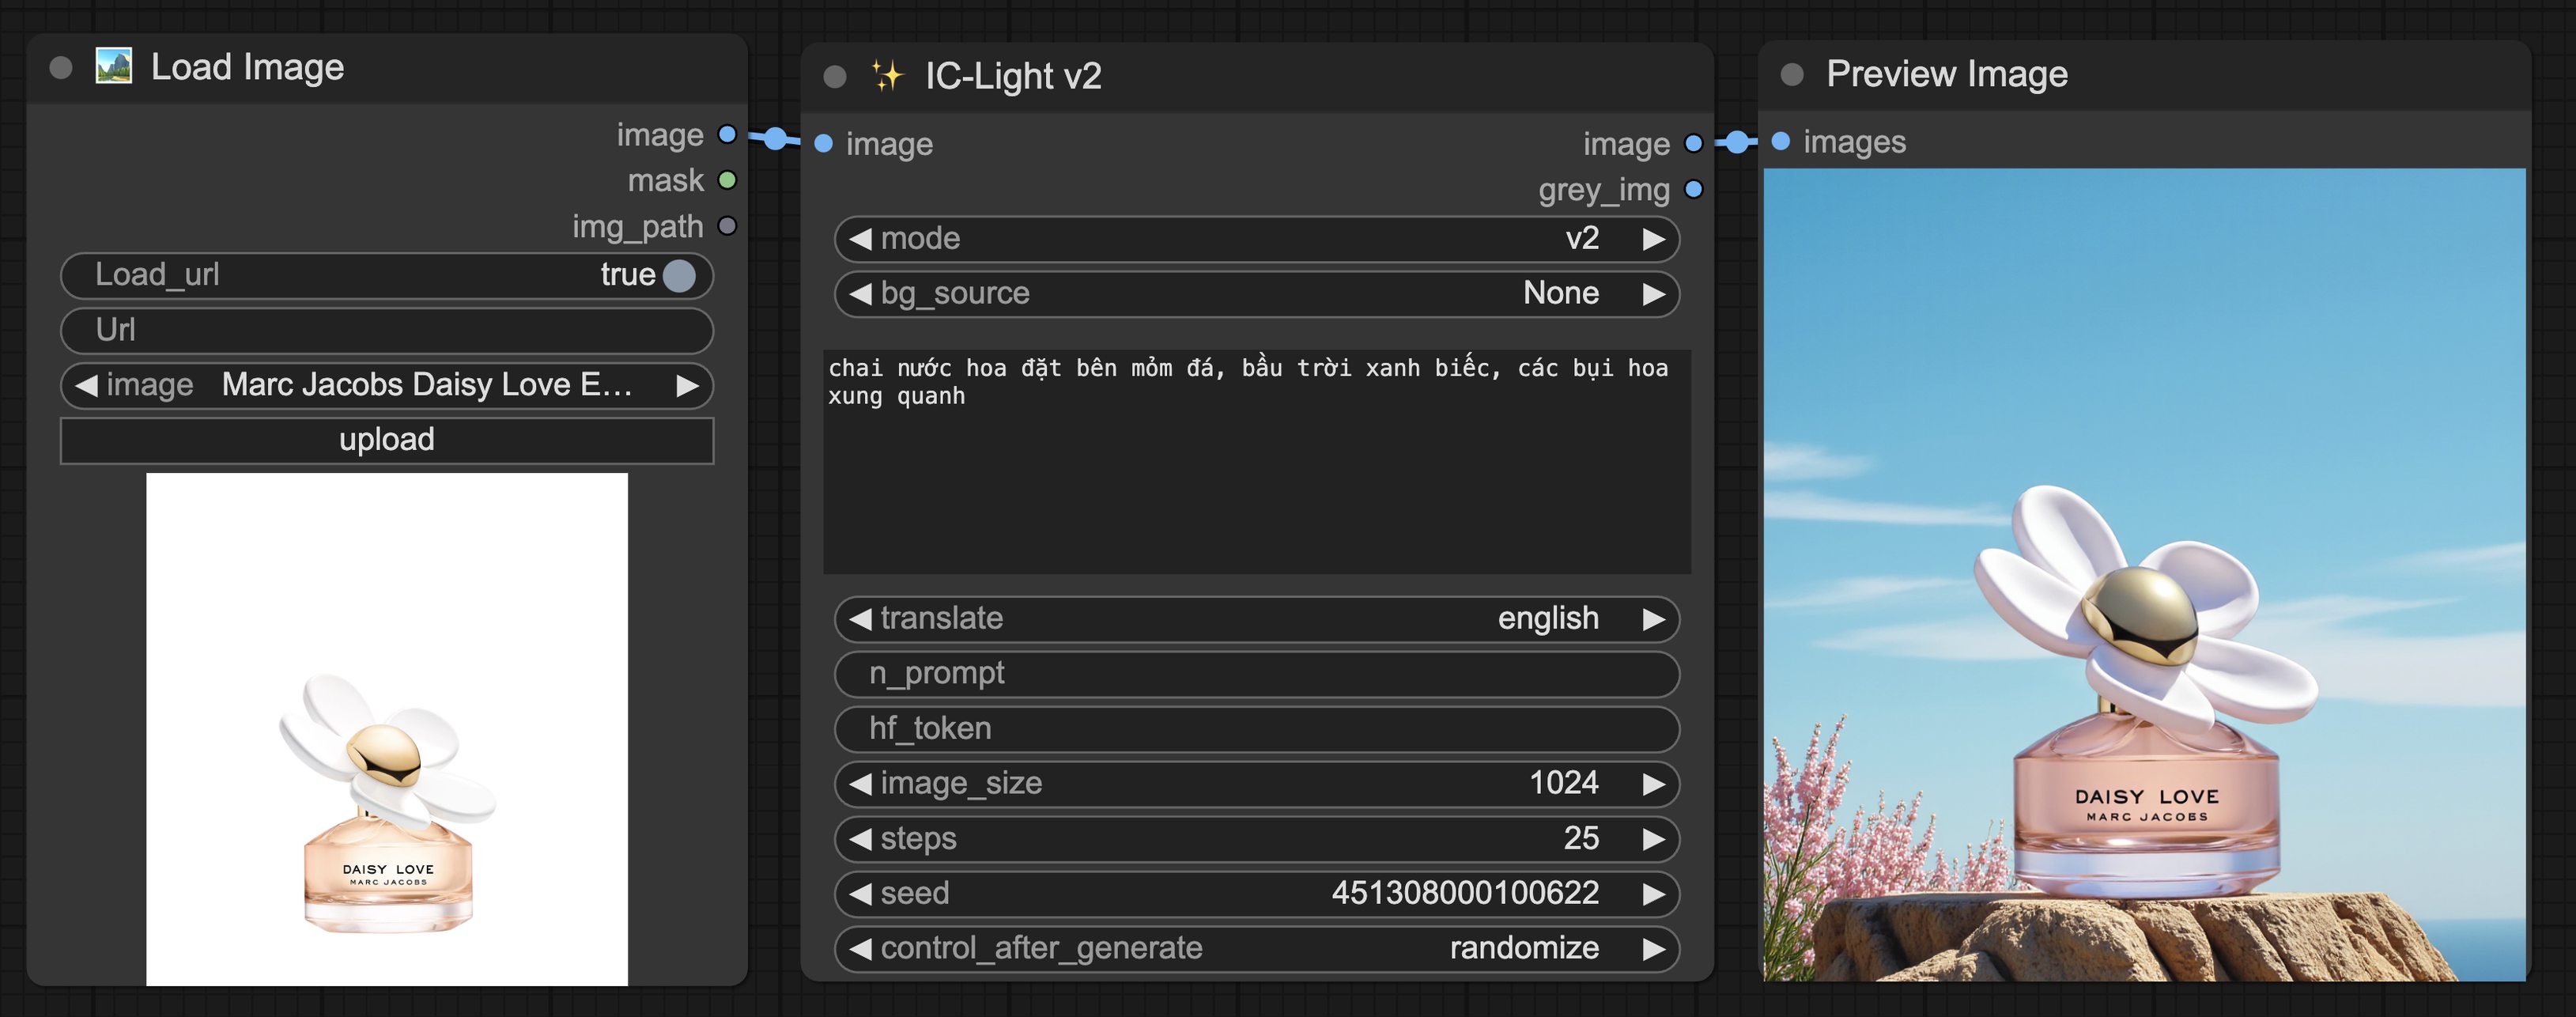 Load Image
image
mask
img_path
Load_url true
Url
image Marc Jacobs Daisy Love E...
upload
DAISY LOVE
MARC JACOBS
IC-Light v2
image image
grey_img
mode v2
bg_source None
chai nước hoa đặt bên mỏm đá, bầu trời xanh biếc, các bụi hoa
xung quanh
translate english
n_prompt
hf_token
image_size 1024
steps 25
seed 451308000100622
control_after_generate randomize
Preview Image
images
DAISY LOVE
MARC JACOBS